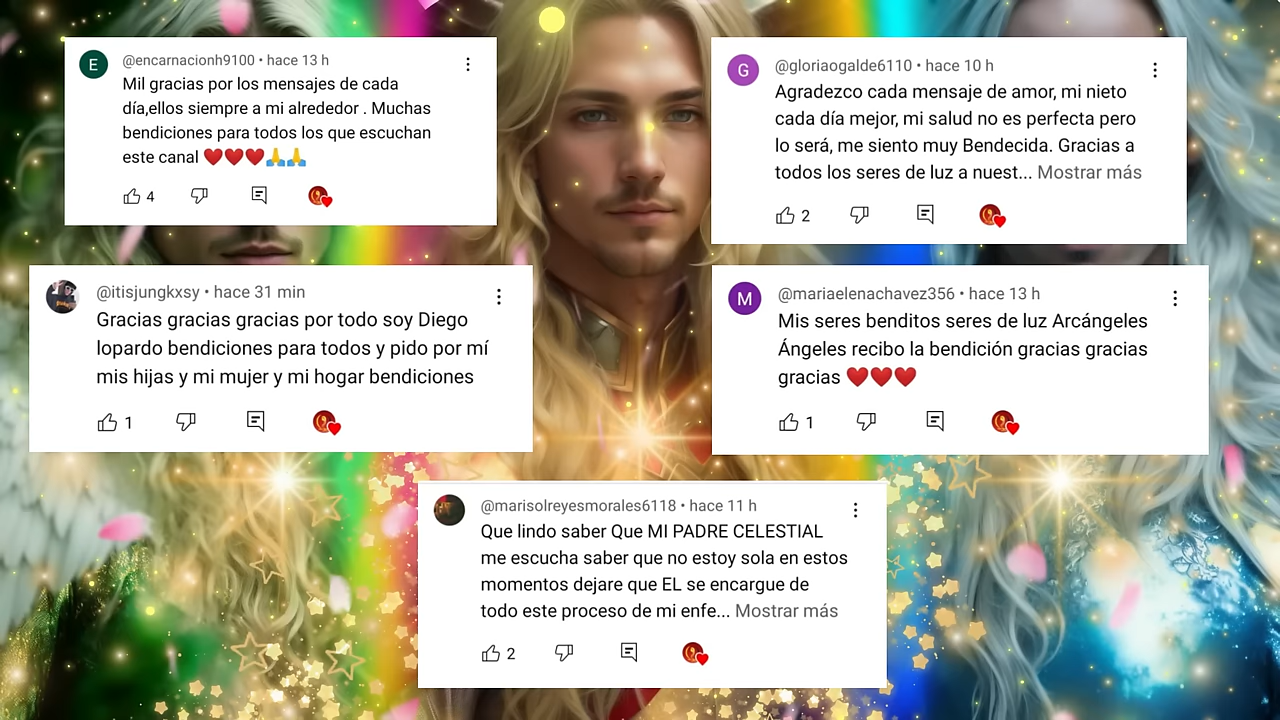 E
@encarnacionh9100 • hace 13 h
Mil gracias por los mensajes de cada
día,ellos siempre a mi alrededor . Muchas
bendiciones para todos los que escuchan
este canal ❤️❤️❤️🙏🙏
4
G
@gloriaogalde6110 • hace 10 h
Agradezco cada mensaje de amor, mi nieto
cada día mejor, mi salud no es perfecta pero
lo será, me siento muy Bendecida. Gracias a
todos los seres de luz a nuest... Mostrar más
2
@itisjungkxsy • hace 31 min
Gracias gracias gracias por todo soy Diego
lopardo bendiciones para todos y pido por mí
mis hijas y mi mujer y mi hogar bendiciones
1
M
@mariaelenachavez356 • hace 13 h
Mis seres benditos seres de luz Arcángeles
Ángeles recibo la bendición gracias gracias
gracias ❤️❤️❤️
1
@marisolreyesmorales6118 • hace 11 h
Que lindo saber Que MI PADRE CELESTIAL
me escucha saber que no estoy sola en estos
momentos dejare que EL se encargue de
todo este proceso de mi enfe... Mostrar más
2